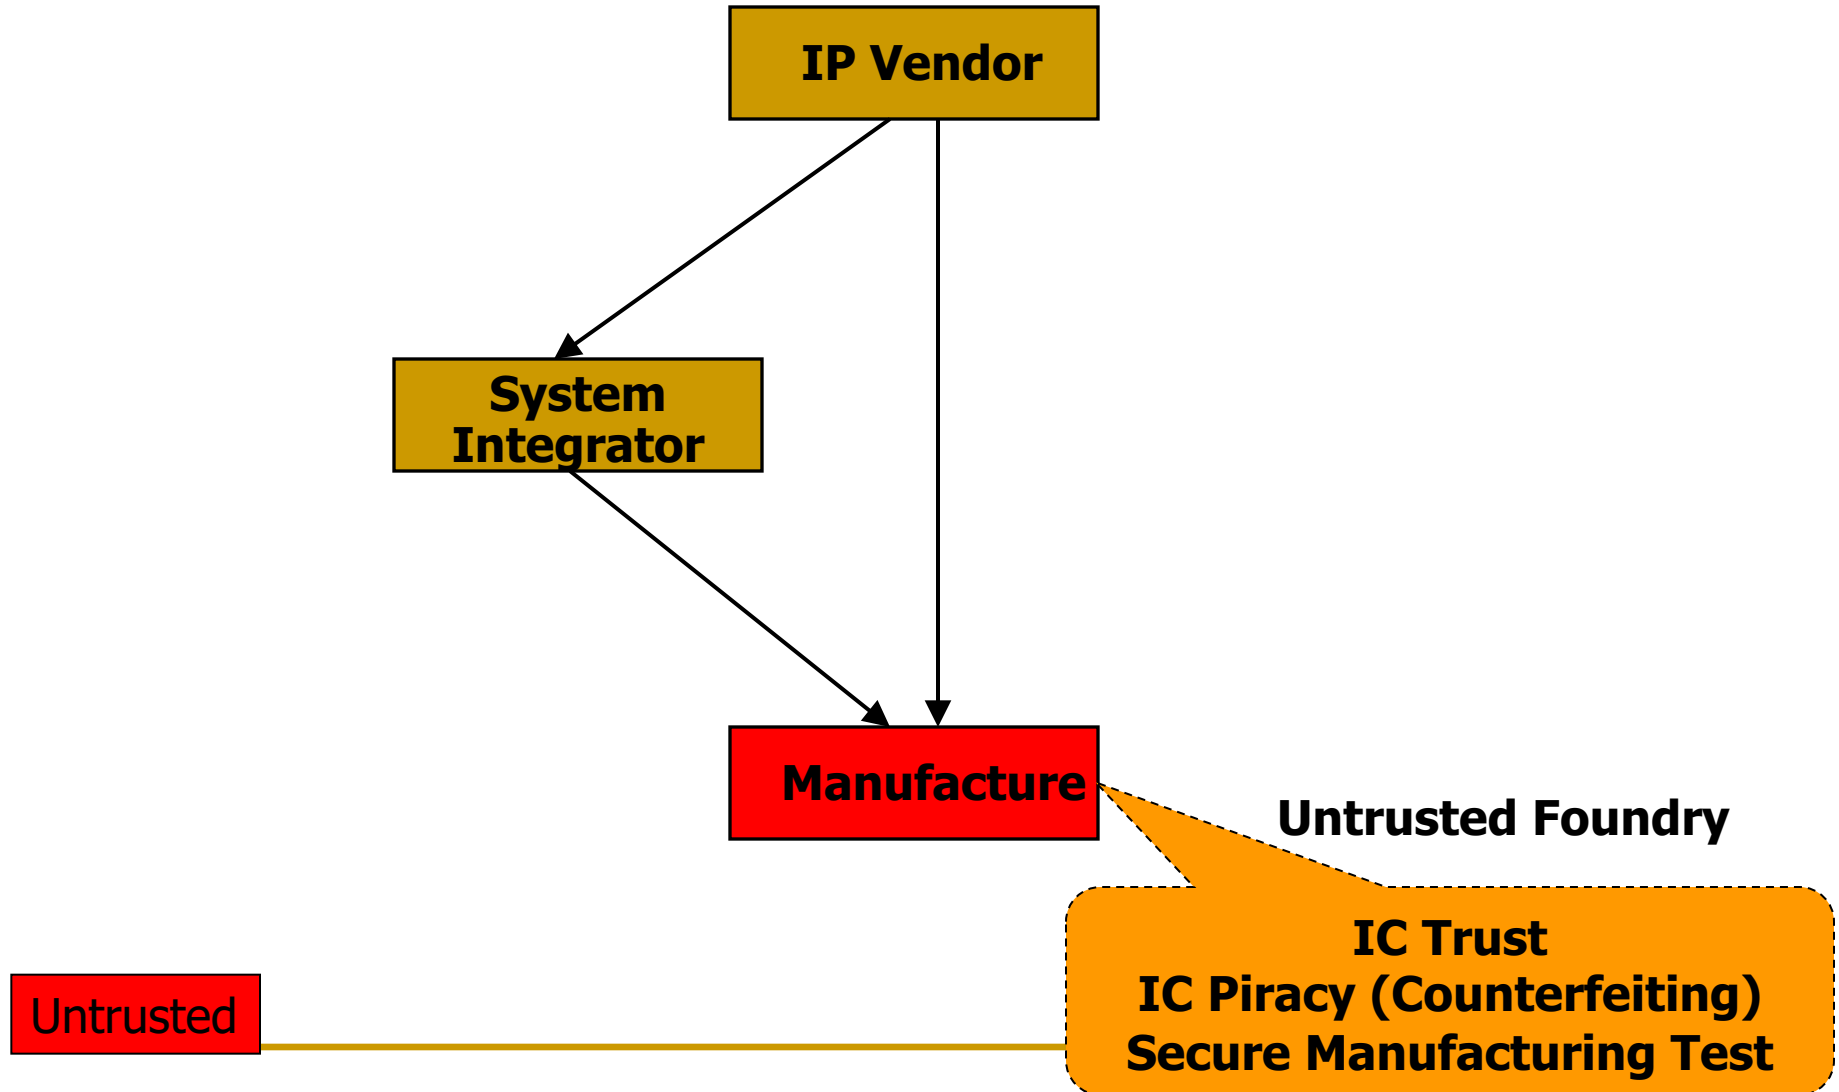 IP Vendor
System
Integrator
Manufacture
Untrusted Foundry
IC Trust
IC Piracy (Counterfeiting)
Secure Manufacturing Test
Untrusted